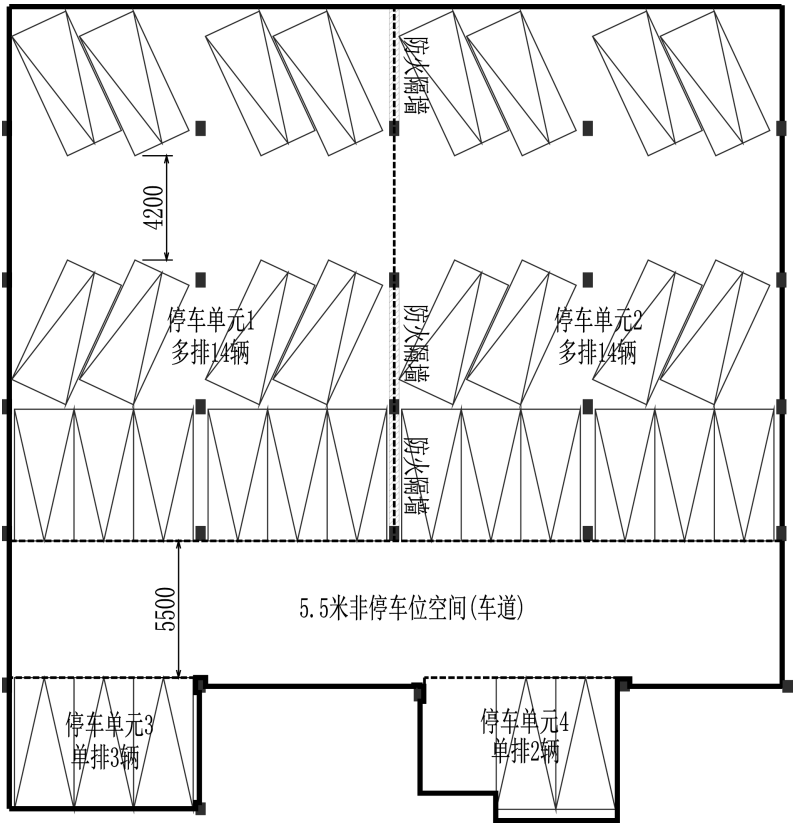 防火隔墙
4200
停车单元1
多排14辆
防火隔墙
停车单元2
多排14辆
防火隔墙
5500
5.5米非停车位空间(车道)
停车单元3
单排3辆
停车单元4
单排2辆